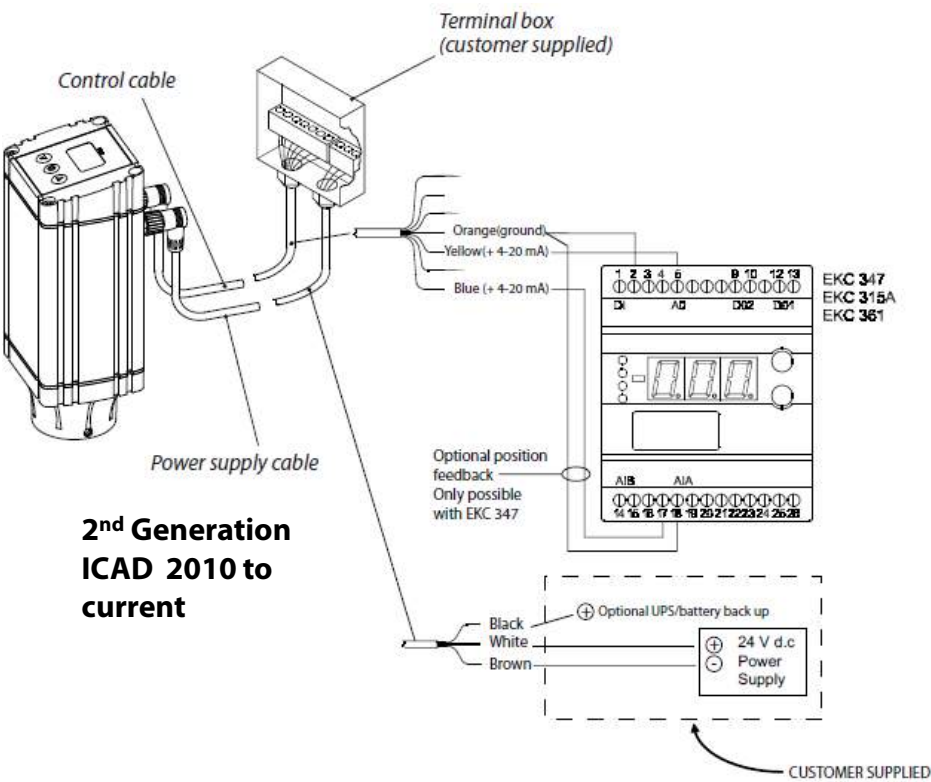 Terminal box
(customer supplied)
Control cable
Orange(ground)
Yellow(+ 4-20 mA)
Blue (+ 4-20 mA)
1 2 3 4 5 9 10 12 13
DI AO DO2 DO1
EKC 347
EKC 315A
EKC 361
Power supply cable
Optional position
feedback
Only possible
with EKC 347
AIB AIA
14 15 16 17 18 19 20 21 22 23 24 25 26
2nd Generation
ICAD 2010 to
current
Black
White
Brown
Optional UPS/battery back up
24 V d.c
Power
Supply
CUSTOMER SUPPLIED